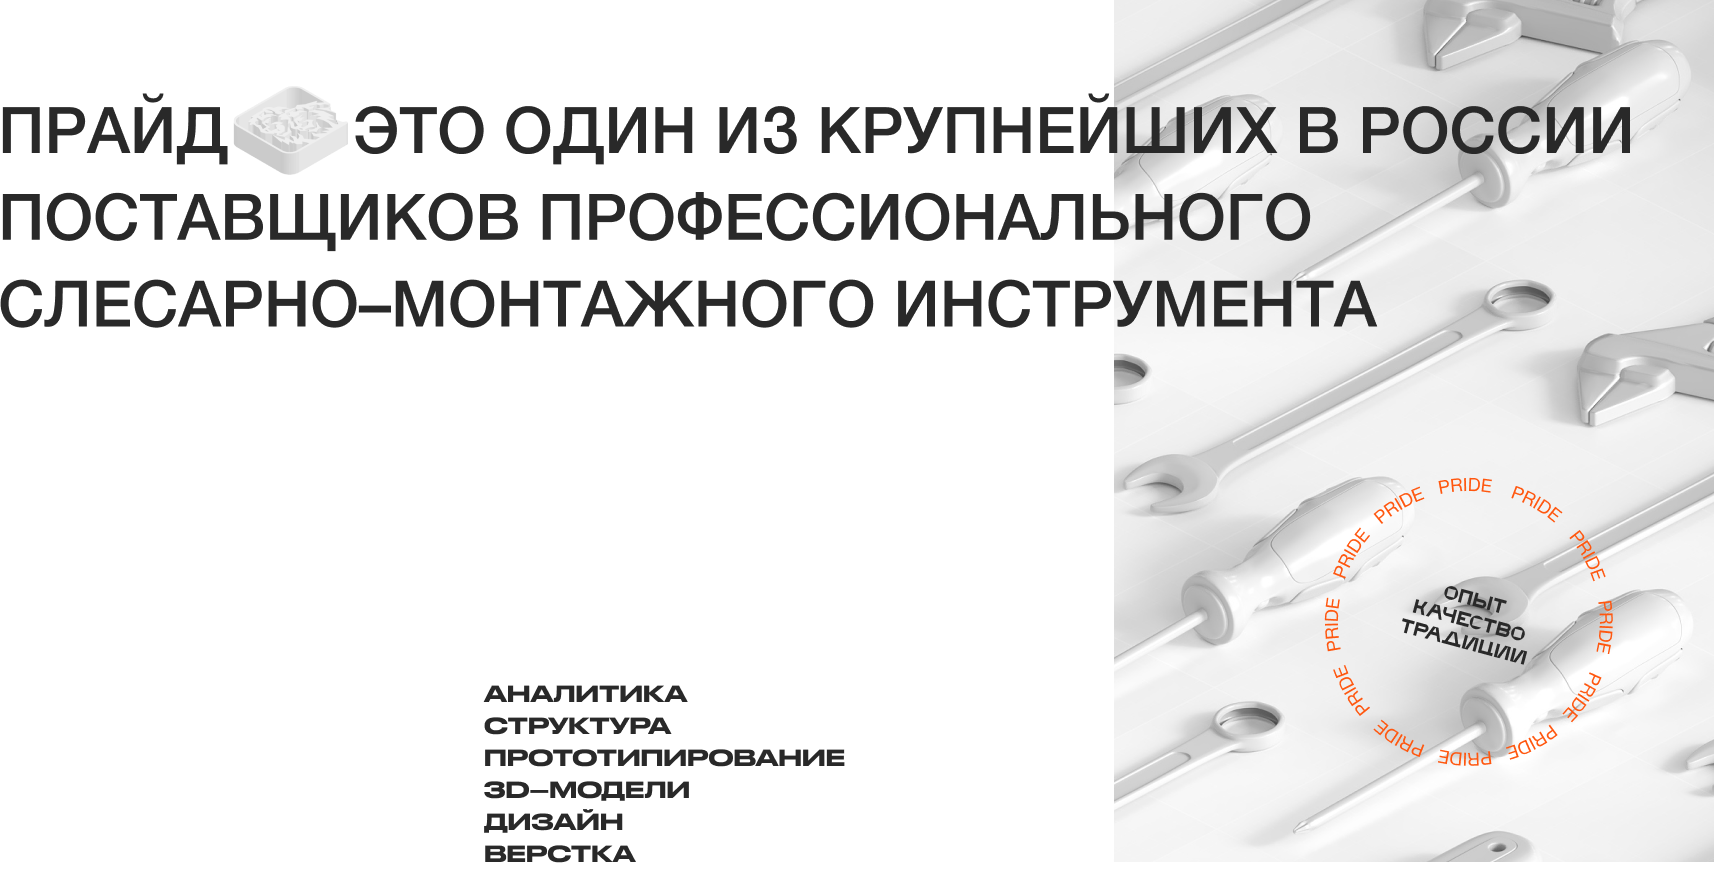 ПРАЙД ЭТО ОДИН ИЗ КРУПНЕЙШИХ В РОССИИ
ПОСТАВЩИКОВ ПРОФЕССИОНАЛЬНОГО
СЛЕСАРНО–МОНТАЖНОГО ИНСТРУМЕНТА
PRIDE PRIDE PRIDE PRIDE PRIDE PRIDE PRIDE PRIDE PRIDE PRIDE PRIDE PRIDE
ОПЫТ
КАЧЕСТВО
ТРАДИЦИИ
АНАЛИТИКА
СТРУКТУРА
ПРОТОТИПИРОВАНИЕ
3D–МОДЕЛИ
ДИЗАЙН
ВЕРСТКА